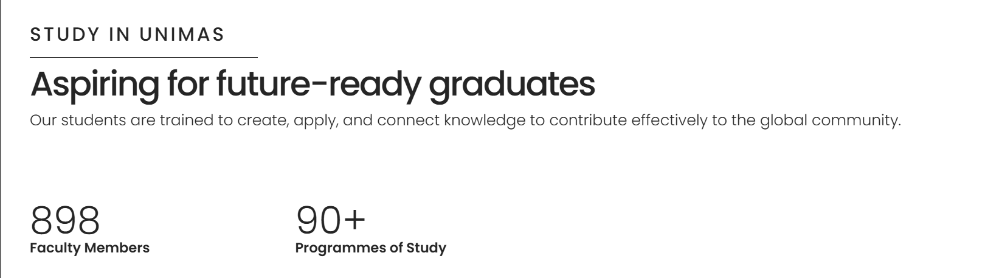 STUDY IN UNIMAS
Aspiring for future-ready graduates
Our students are trained to create, apply, and connect knowledge to contribute effectively to the global community.
898
Faculty Members
90+
Programmes of Study